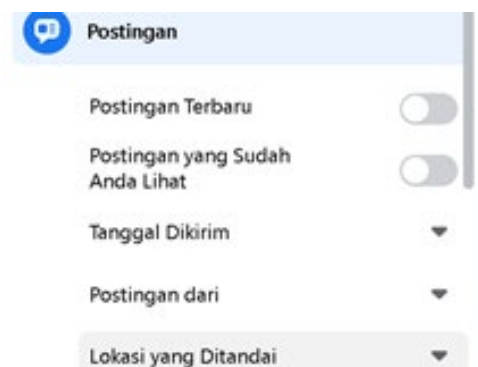 Postingan
Postingan Terbaru
Postingan yang Sudah
Anda Lihat
Tanggal Dikirim
Postingan dari
Lokasi yang Ditandai